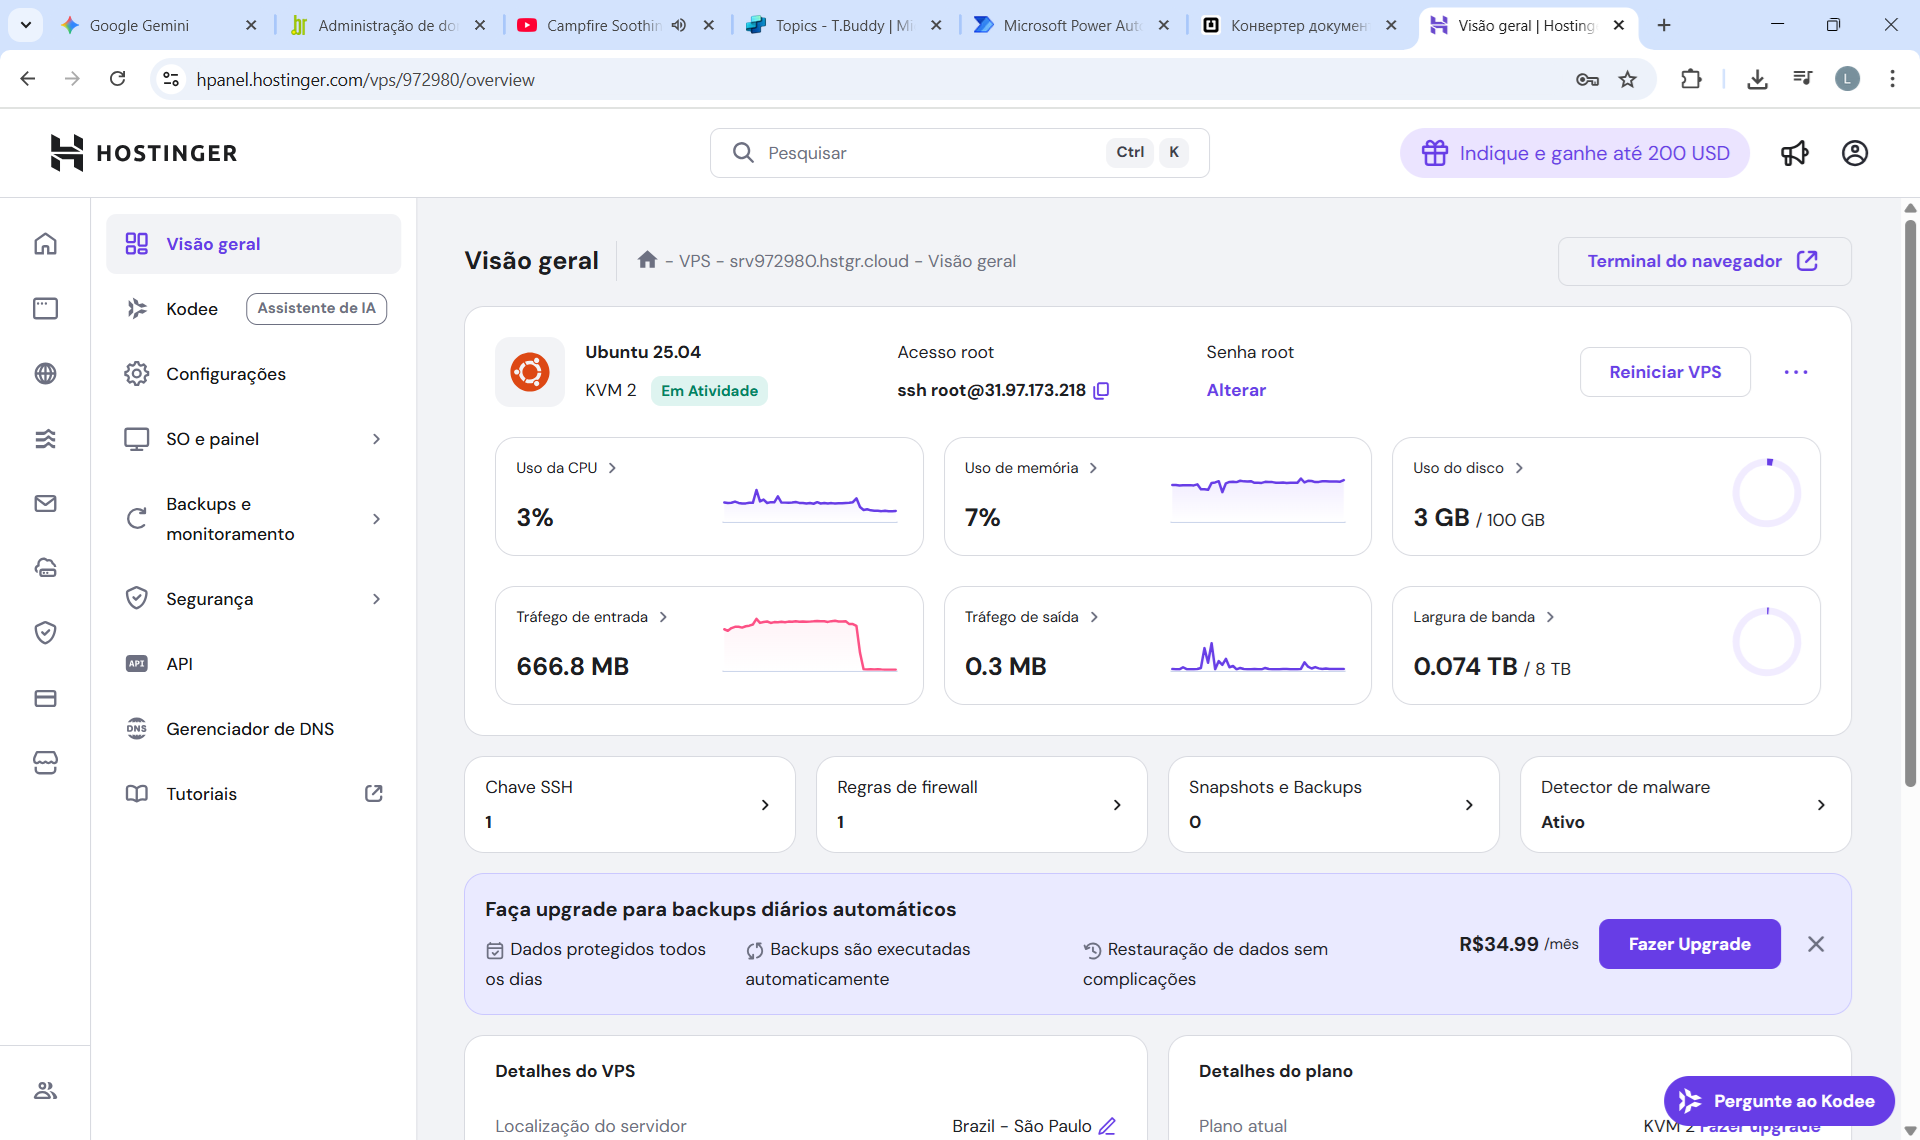 Google Gemini
Administração de do
Campfire Soothin
Topics - T.Buddy | Mi
Microsoft Power Auto
Конвертер докумен
Visão geral | Hosting
hpanel.hostinger.com/vps/972980/overview
L
HOSTINGER
Pesquisar
Ctrl
K
Indique e ganhe até 200 USD
Visão geral
Kodee
Assistente de IA
Configurações
SO e painel
Backups e
monitoramento
Segurança
API
API
DNS
Gerenciador de DNS
Tutoriais
Visão geral
- VPS - srv972980.hstgr.cloud - Visão geral
Terminal do navegador
Ubuntu 25.04
KVM 2
Em Atividade
Acesso root
ssh root@31.97.173.218
Senha root
Alterar
Reiniciar VPS
Uso da CPU
3%
Uso de memória
7%
Uso do disco
3 GB / 100 GB
Tráfego de entrada
666.8 MB
Tráfego de saída
0.3 MB
Largura de banda
0.074 TB / 8 TB
Chave SSH
1
Regras de firewall
1
Snapshots e Backups
0
Detector de malware
Ativo
Faça upgrade para backups diários automáticos
Dados protegidos todos
os dias
Backups são executadas
automaticamente
Restauração de dados sem
complicações
R$34.99 /mês
Fazer Upgrade
Detalhes do VPS
Localização do servidor
Brazil - São Paulo
Detalhes do plano
Plano atual
KVM 2 Fazer upgrade
Pergunte ao Kodee